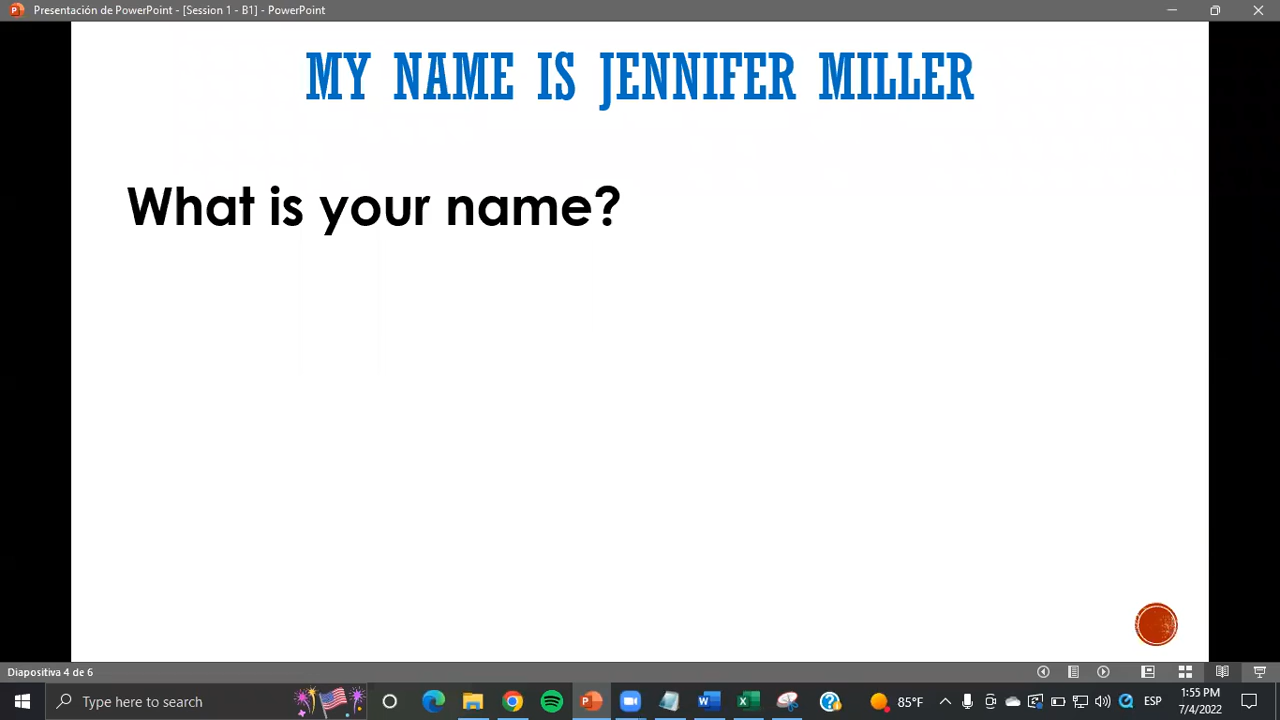 Presentación de PowerPoint - [Session 1 - B1] - PowerPoint
MY NAME IS JENNIFER MILLER
What is your name?
Diapositiva 4 de 6
Type here to search
85°F
ESP
1:55 PM
7/4/2022